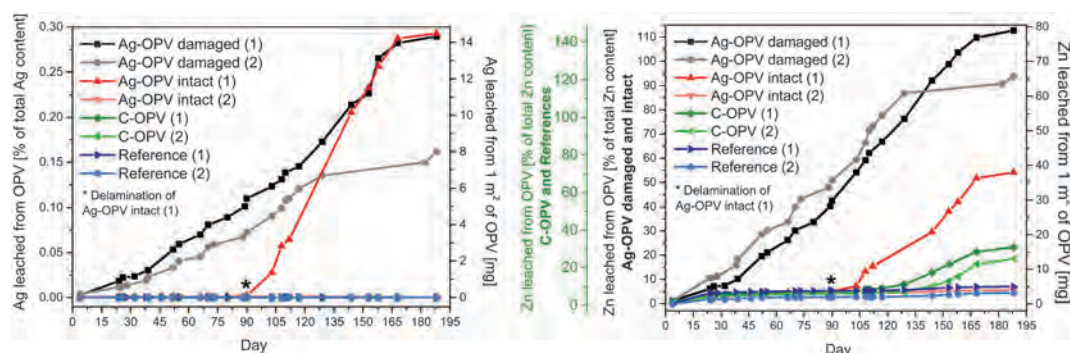 Ag leached from OPV [% of total Ag content]
0.30
0.25
0.20
0.15
0.10
0.05
0.00
Ag-OPV damaged (1)
Ag-OPV damaged (2)
Ag-OPV intact (1)
Ag-OPV intact (2)
C-OPV (1)
C-OPV (2)
Reference (1)
Reference (2)
* Delamination of
Ag-OPV intact (1)
*
14
12
10
8
6
4
2
0
Ag leached from 1 m² of OPV [mg]
0 15 30 45 60 75 90 105 120 135 150 165 180 195
Day
Zn leached from OPV [% of total Zn content]
C-OPV and References
140
120
100
80
60
40
20
0
Zn leached from OPV [% of total Zn content]
Ag-OPV damaged and intact
110
100
90
80
70
60
50
40
30
20
10
0
Ag-OPV damaged (1)
Ag-OPV damaged (2)
Ag-OPV intact (1)
Ag-OPV intact (2)
C-OPV (1)
C-OPV (2)
Reference (1)
Reference (2)
* Delamination of
Ag-OPV intact (1)
*
80
70
60
50
40
30
20
10
0
Zn leached from 1 m² of OPV [mg]
0 15 30 45 60 75 90 105 120 135 150 165 180 195
Day